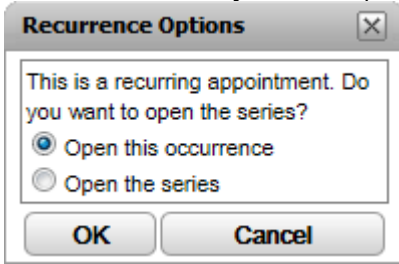 Recurrence Options
This is a recurring appointment. Do
you want to open the series?
Open this occurrence
Open the series
OK
Cancel